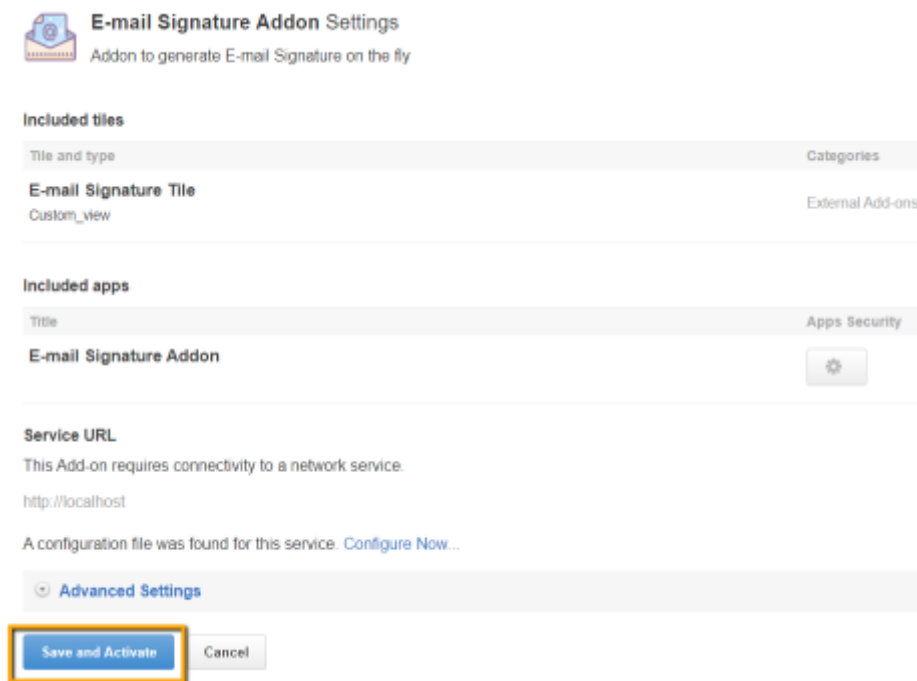 E-mail Signature Addon Settings
Addon to generate E-mail Signature on the fly
Included tiles
Tile and type Categories
E-mail Signature Tile
Custom_view
External Add-ons
Included apps
Title Apps Security
E-mail Signature Addon
Service URL
This Add-on requires connectivity to a network service.
http://localhost
A configuration file was found for this service. Configure Now...
Advanced Settings
Save and Activate Cancel